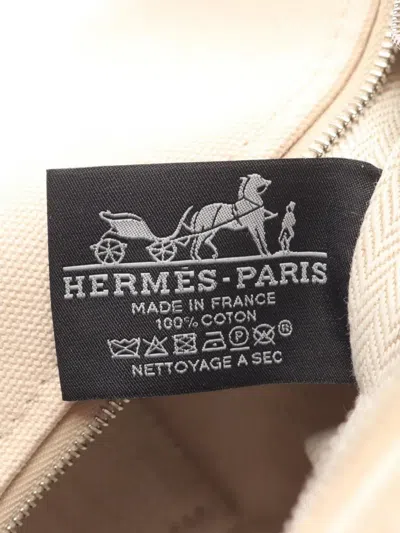 HERMÈS-PARIS
MADE IN FRANCE
100% COTON
P ®
NETTOYAGE A SEC